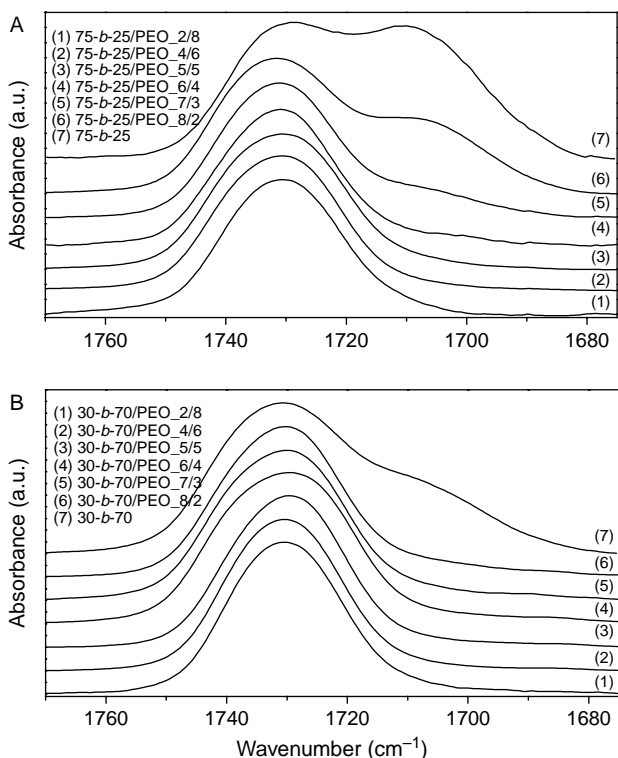 A
(1) 75-b-25/PEO_2/8
(2) 75-b-25/PEO_4/6
(3) 75-b-25/PEO_5/5
(4) 75-b-25/PEO_6/4
(5) 75-b-25/PEO_7/3
(6) 75-b-25/PEO_8/2
(7) 75-b-25
Absorbance (a.u.)
(7)
(6)
(5)
(4)
(3)
(2)
(1)
1760 1740 1720 1700 1680
B
(1) 30-b-70/PEO_2/8
(2) 30-b-70/PEO_4/6
(3) 30-b-70/PEO_5/5
(4) 30-b-70/PEO_6/4
(5) 30-b-70/PEO_7/3
(6) 30-b-70/PEO_8/2
(7) 30-b-70
Absorbance (a.u.)
(7)
(6)
(5)
(4)
(3)
(2)
(1)
1760 1740 1720 1700 1680
Wavenumber (cm⁻¹)